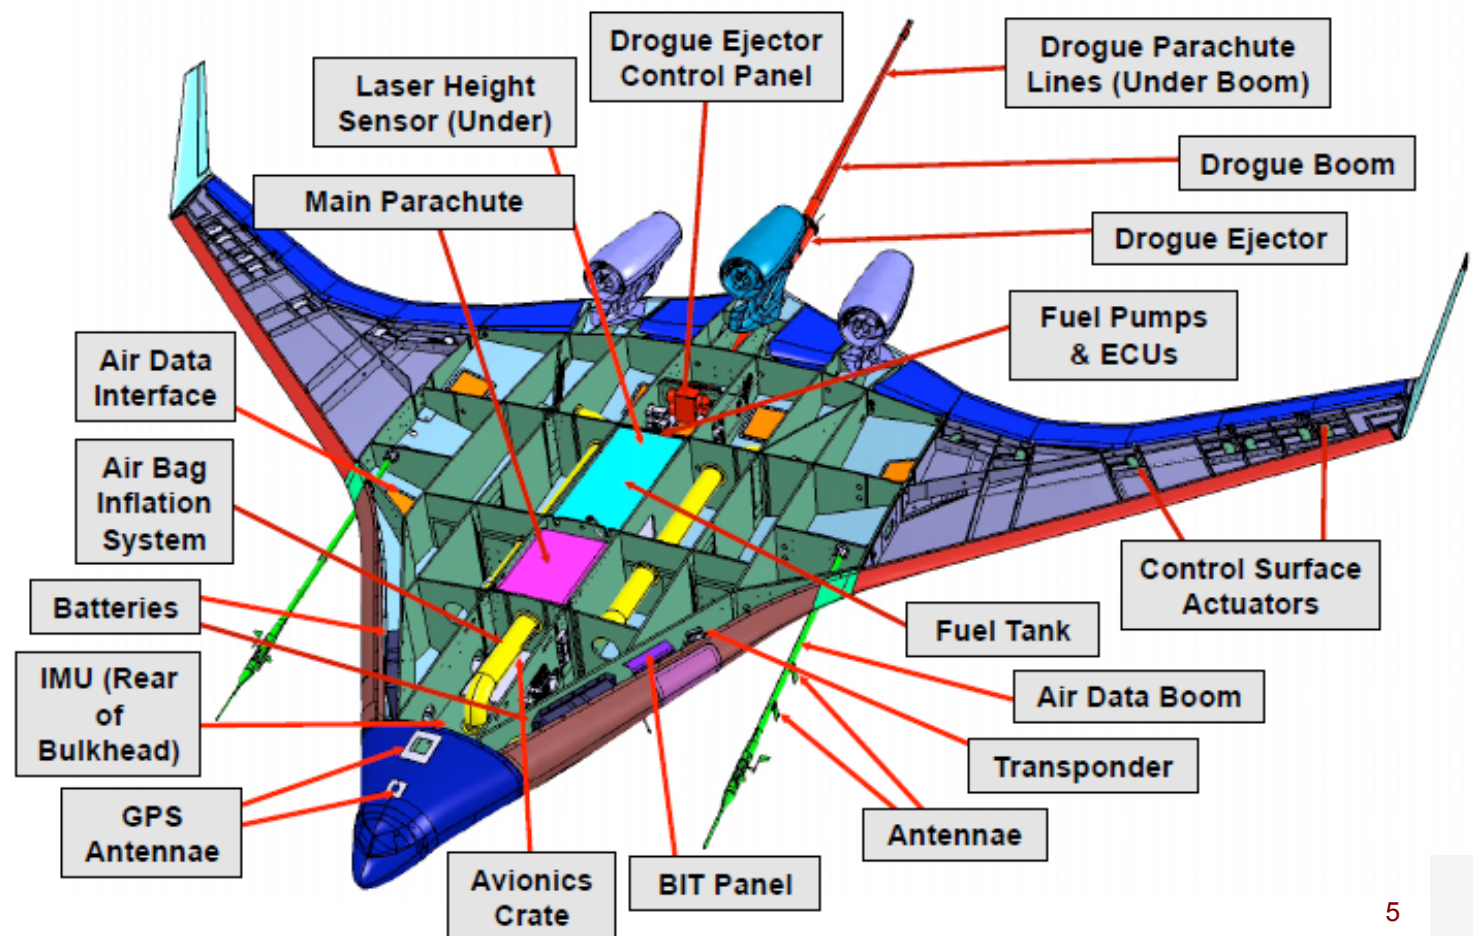 Drogue Ejector
Control Panel
Drogue Parachute
Lines (Under Boom)
Laser Height
Sensor (Under)
Drogue Boom
Main Parachute
Drogue Ejector
Fuel Pumps
& ECUs
Air Data
Interface
Air Bag
Inflation
System
Control Surface
Actuators
Batteries
Fuel Tank
IMU (Rear
of
Bulkhead)
Air Data Boom
Transponder
GPS
Antennae
Antennae
Avionics
Crate
BIT Panel
5